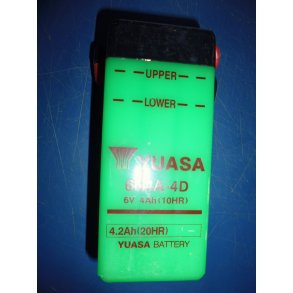 UPPER
LOWER
YUASA
6V 4Ah(10HR)
4.2Ah(20HR)
YUASA BATTERY